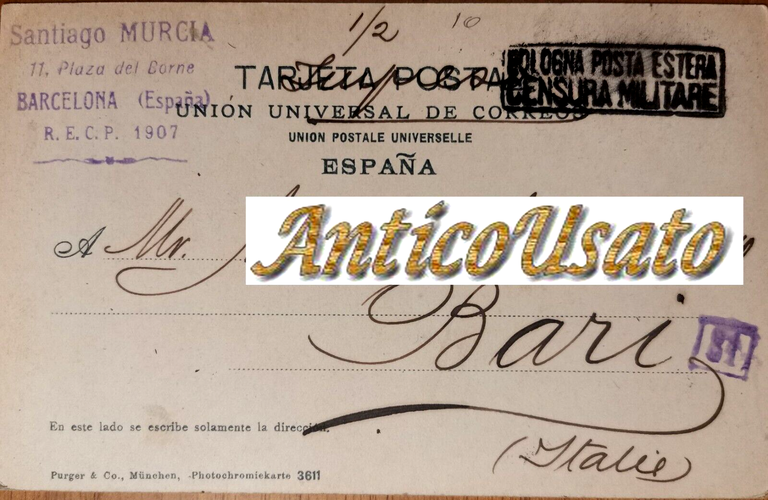 1/2 10
Santiago MURCIA
11, Plaza del Borne
BARCELONA (España)
R. E. C. P. 1907
TARJETA POSTAL
BOLOGNA POSTA ESTERA
CENSURA MILITARE
UNIÓN UNIVERSAL DE CORREOS
UNION POSTALE UNIVERSELLE
ESPAÑA
A Mr.
AnticoUsato
Bari
51
En este lado se escribe solamente la dirección.
(Italie)
Purger & Co., München, Photochromiekarte 3611